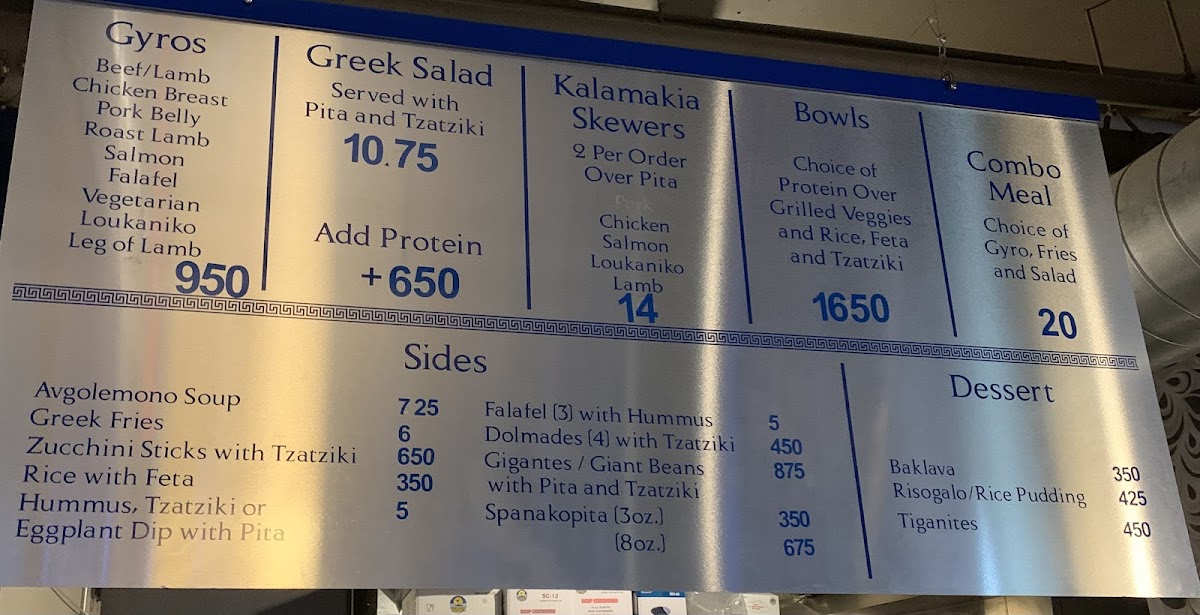 Gyros
Beef/Lamb
Chicken Breast
Pork Belly
Roast Lamb
Salmon
Falafel
Vegetarian
Loukaniko
Leg of Lamb
950
Greek Salad
Served with
Pita and Tzatziki
10.75
Add Protein
+650
Kalamakia
Skewers
2 Per Order
Over Pita
Pork
Chicken
Salmon
Loukaniko
Lamb
14
Bowls
Choice of
Protein Over
Grilled Veggies
and Rice, Feta
and Tzatziki
1650
Combo
Meal
Choice of
Gyro, Fries
and Salad
20
Sides
Avgolemono Soup 7 25
Greek Fries 6
Zucchini Sticks with Tzatziki 650
Rice with Feta 350
Hummus, Tzatziki or 5
Eggplant Dip with Pita
Falafel (3) with Hummus 5
Dolmades (4) with Tzatziki 450
Gigantes / Giant Beans 875
with Pita and Tzatziki
Spanakopita (3oz.) 350
(8oz.) 675
Dessert
Baklava 350
Risogalo/Rice Pudding 425
Tiganites 450
SC-12